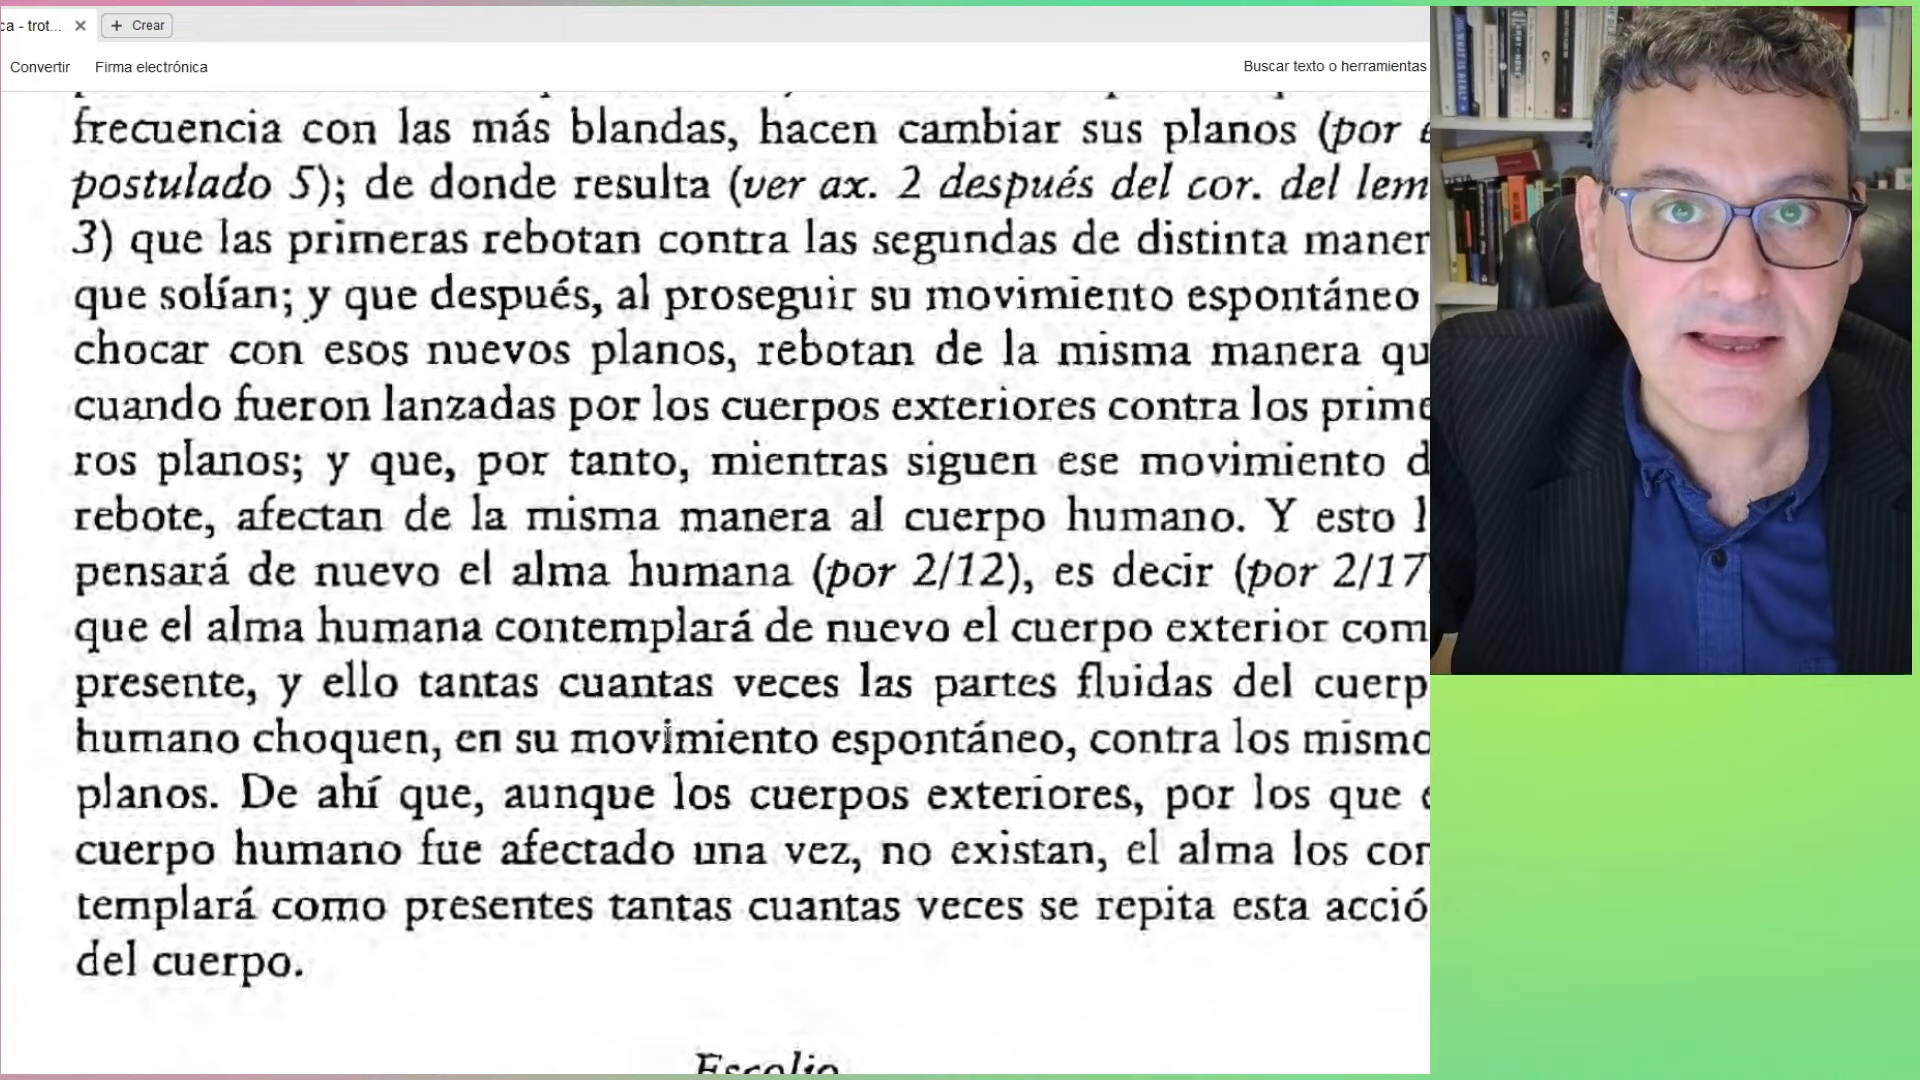 ca - trot...
Crear
Convertir
Firma electrónica
Buscar texto o herramientas
frecuencia con las más blandas, hacen cambiar sus planos (por
postulado 5); de donde resulta (ver ax. 2 después del cor. del lem
3) que las primeras rebotan contra las segundas de distinta maner
que solían; y que después, al proseguir su movimiento espontáneo
chocar con esos nuevos planos, rebotan de la misma manera qu
cuando fueron lanzadas por los cuerpos exteriores contra los prime
ros planos; y que, por tanto, mientras siguen ese movimiento d
rebote, afectan de la misma manera al cuerpo humano. Y esto l
pensará de nuevo el alma humana (por 2/12), es decir (por 2/17
que el alma humana contemplará de nuevo el cuerpo exterior com
presente, y ello tantas cuantas veces las partes fluidas del cuerp
humano choquen, en su movimiento espontáneo, contra los mismo
planos. De ahí que, aunque los cuerpos exteriores, por los que e
cuerpo humano fue afectado una vez, no existan, el alma los con
templará como presentes tantas cuantas veces se repita esta acció
del cuerpo.
Escolio